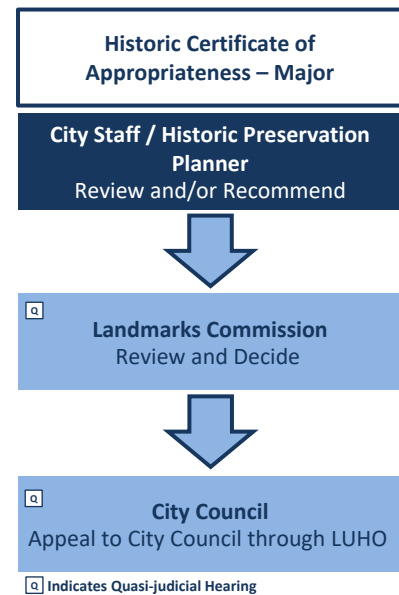 Historic Certificate of
Appropriateness – Major
City Staff / Historic Preservation
Planner
Review and/or Recommend
Q
Landmarks Commission
Review and Decide
Q
City Council
Appeal to City Council through LUHO
Q Indicates Quasi-judicial Hearing